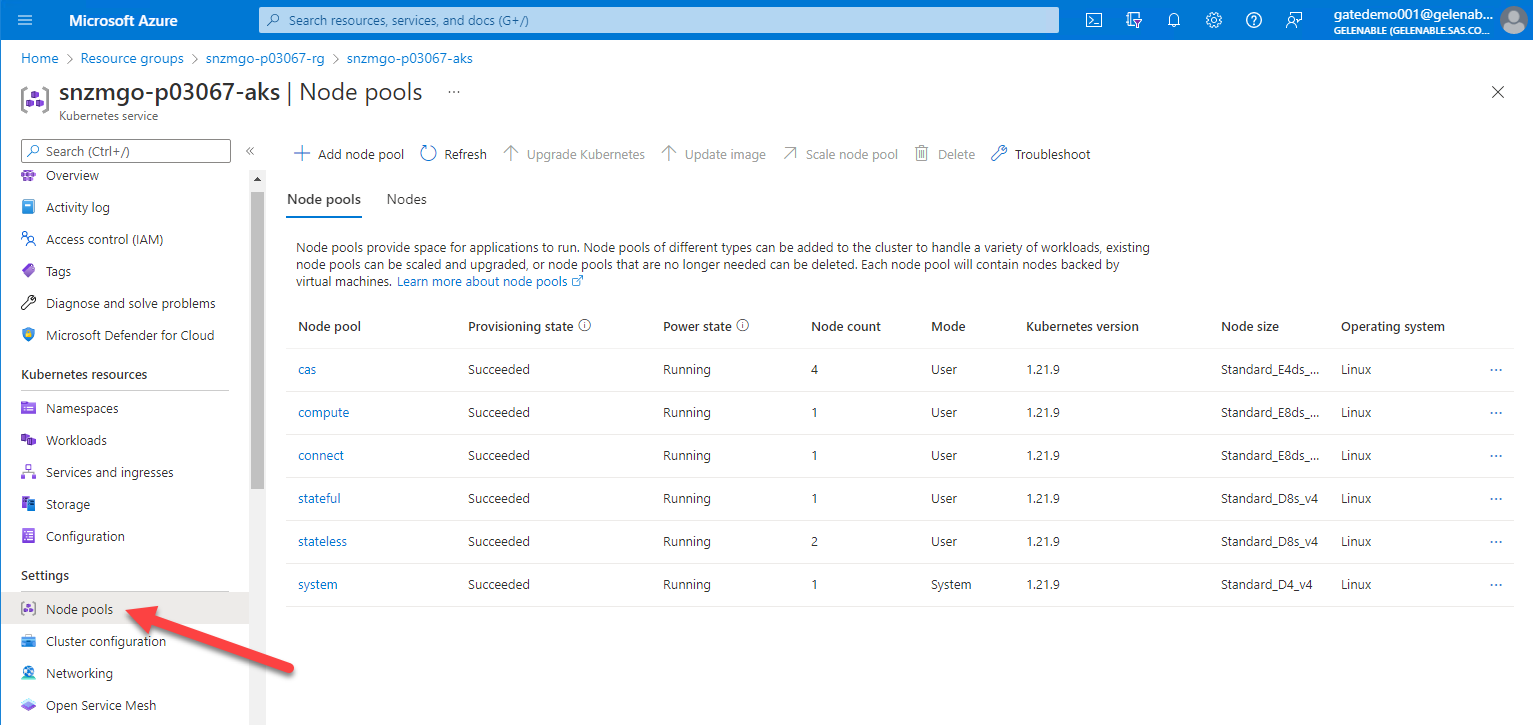 Microsoft Azure
Search resources, services, and docs (G+/)
gatedemo001@gelenab...
GELENABLE (GELENABLE.SAS.CO...
Home > Resource groups > snzmgo-p03067-rg > snzmgo-p03067-aks
snzmgo-p03067-aks | Node pools ...
Kubernetes service
Search (Ctrl+/)
«
Overview
Activity log
Access control (IAM)
Tags
Diagnose and solve problems
Microsoft Defender for Cloud
Kubernetes resources
Namespaces
Workloads
Services and ingresses
Storage
Configuration
Settings
Node pools
Cluster configuration
Networking
Open Service Mesh
Add node pool Refresh Upgrade Kubernetes Update image Scale node pool Delete Troubleshoot
Node pools Nodes
Node pools provide space for applications to run. Node pools of different types can be added to the cluster to handle a variety of workloads, existing
node pools can be scaled and upgraded, or node pools that are no longer needed can be deleted. Each node pool will contain nodes backed by
virtual machines. Learn more about node pools
Node pool Provisioning state Power state Node count Mode Kubernetes version Node size Operating system
cas Succeeded Running 4 User 1.21.9 Standard_E4ds_... Linux ...
compute Succeeded Running 1 User 1.21.9 Standard_E8ds_... Linux ...
connect Succeeded Running 1 User 1.21.9 Standard_E8ds_... Linux ...
stateful Succeeded Running 1 User 1.21.9 Standard_D8s_v4 Linux ...
stateless Succeeded Running 2 User 1.21.9 Standard_D8s_v4 Linux ...
system Succeeded Running 1 System 1.21.9 Standard_D4_v4 Linux ...